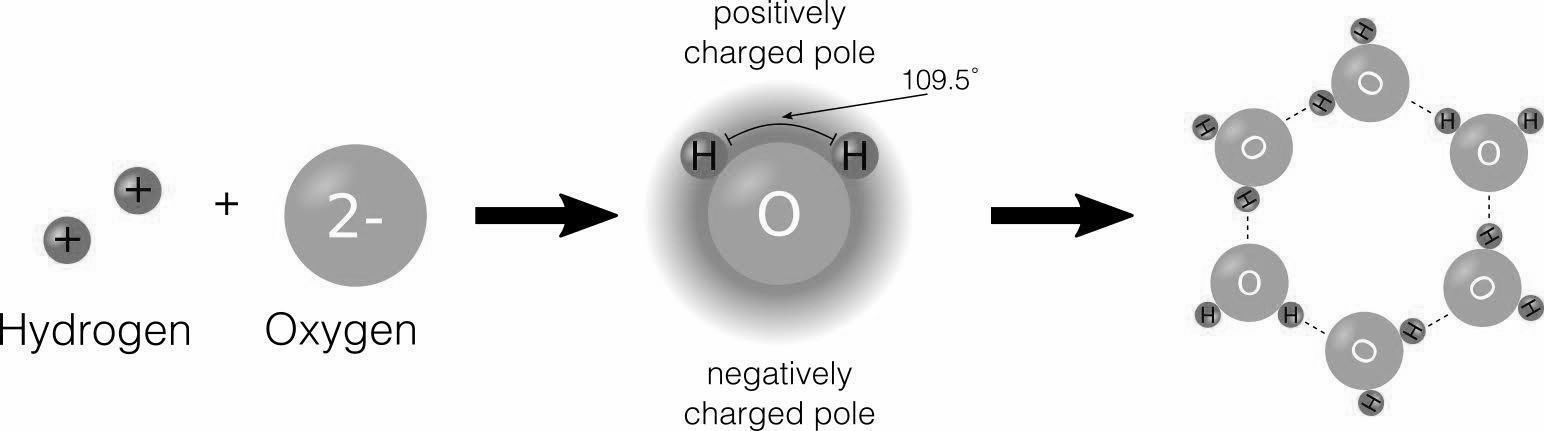 +
+
Hydrogen
+
2-
Oxygen
positively
charged pole
109.5°
H
H
O
negatively
charged pole
H
O
H
H
O
H
H
H
O
O
H
H
H
O
H
O
H
H